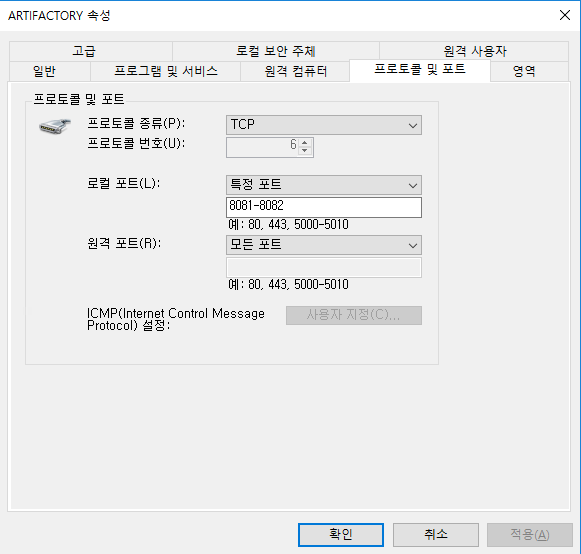 ARTIFACTORY 속성
고급
로컬 보안 주체
원격 사용자
일반
프로그램 및 서비스
원격 컴퓨터
프로토콜 및 포트
영역
프로토콜 및 포트
프로토콜 종류(P):
TCP
프로토콜 번호(U):
6
로컬 포트(L):
특정 포트
8081-8082
예: 80, 443, 5000-5010
원격 포트(R):
모든 포트
예: 80, 443, 5000-5010
ICMP(Internet Control Message
Protocol) 설정:
사용자 지정(C)...
확인
취소
적용(A)